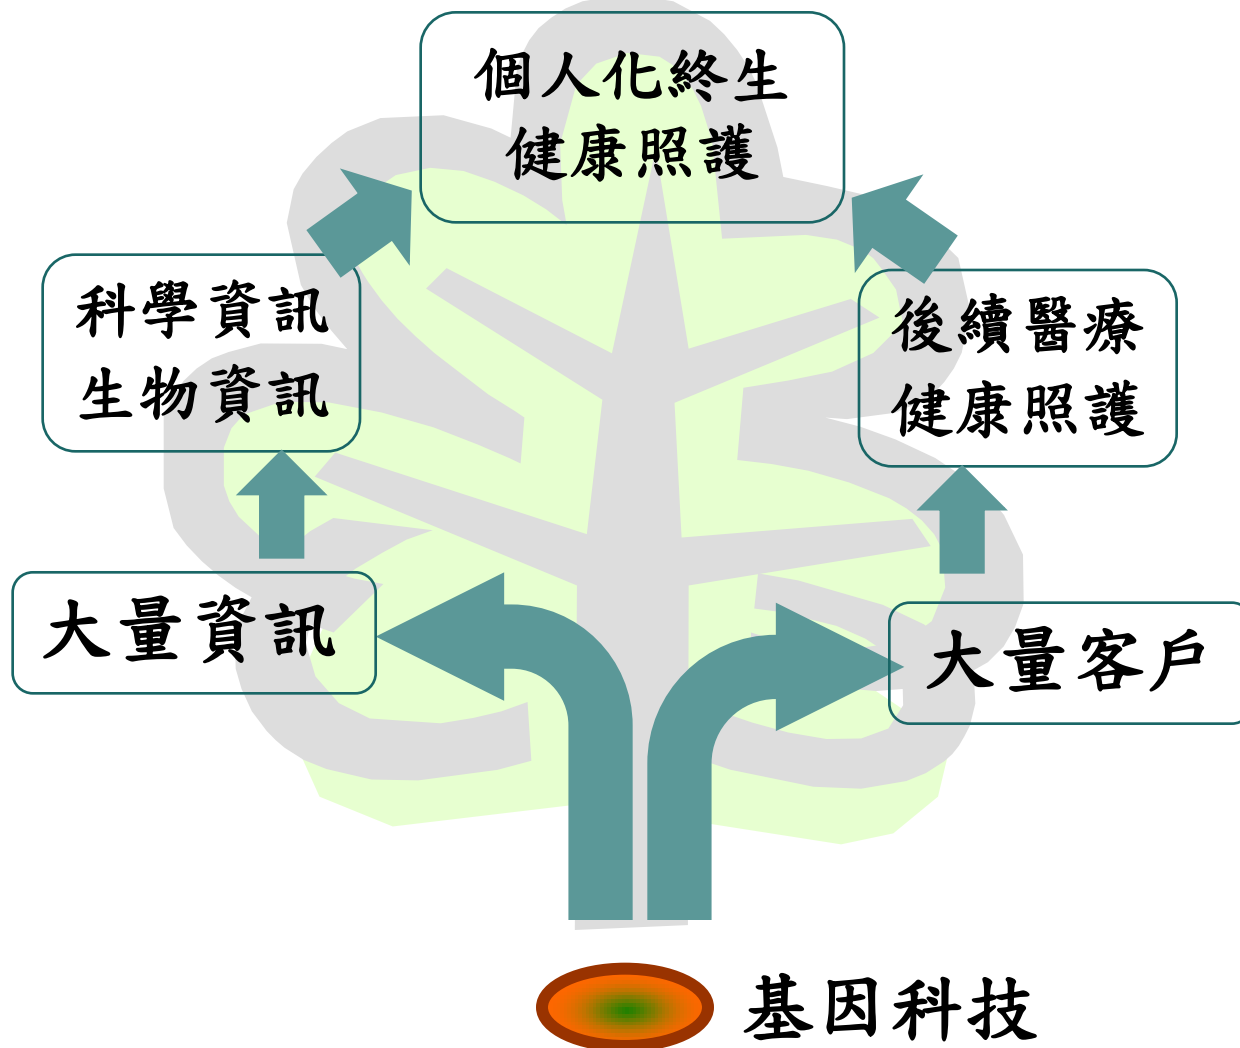 個人化終生
健康照護
科學資訊
生物資訊
後續醫療
健康照護
大量資訊
大量客戶
基因科技